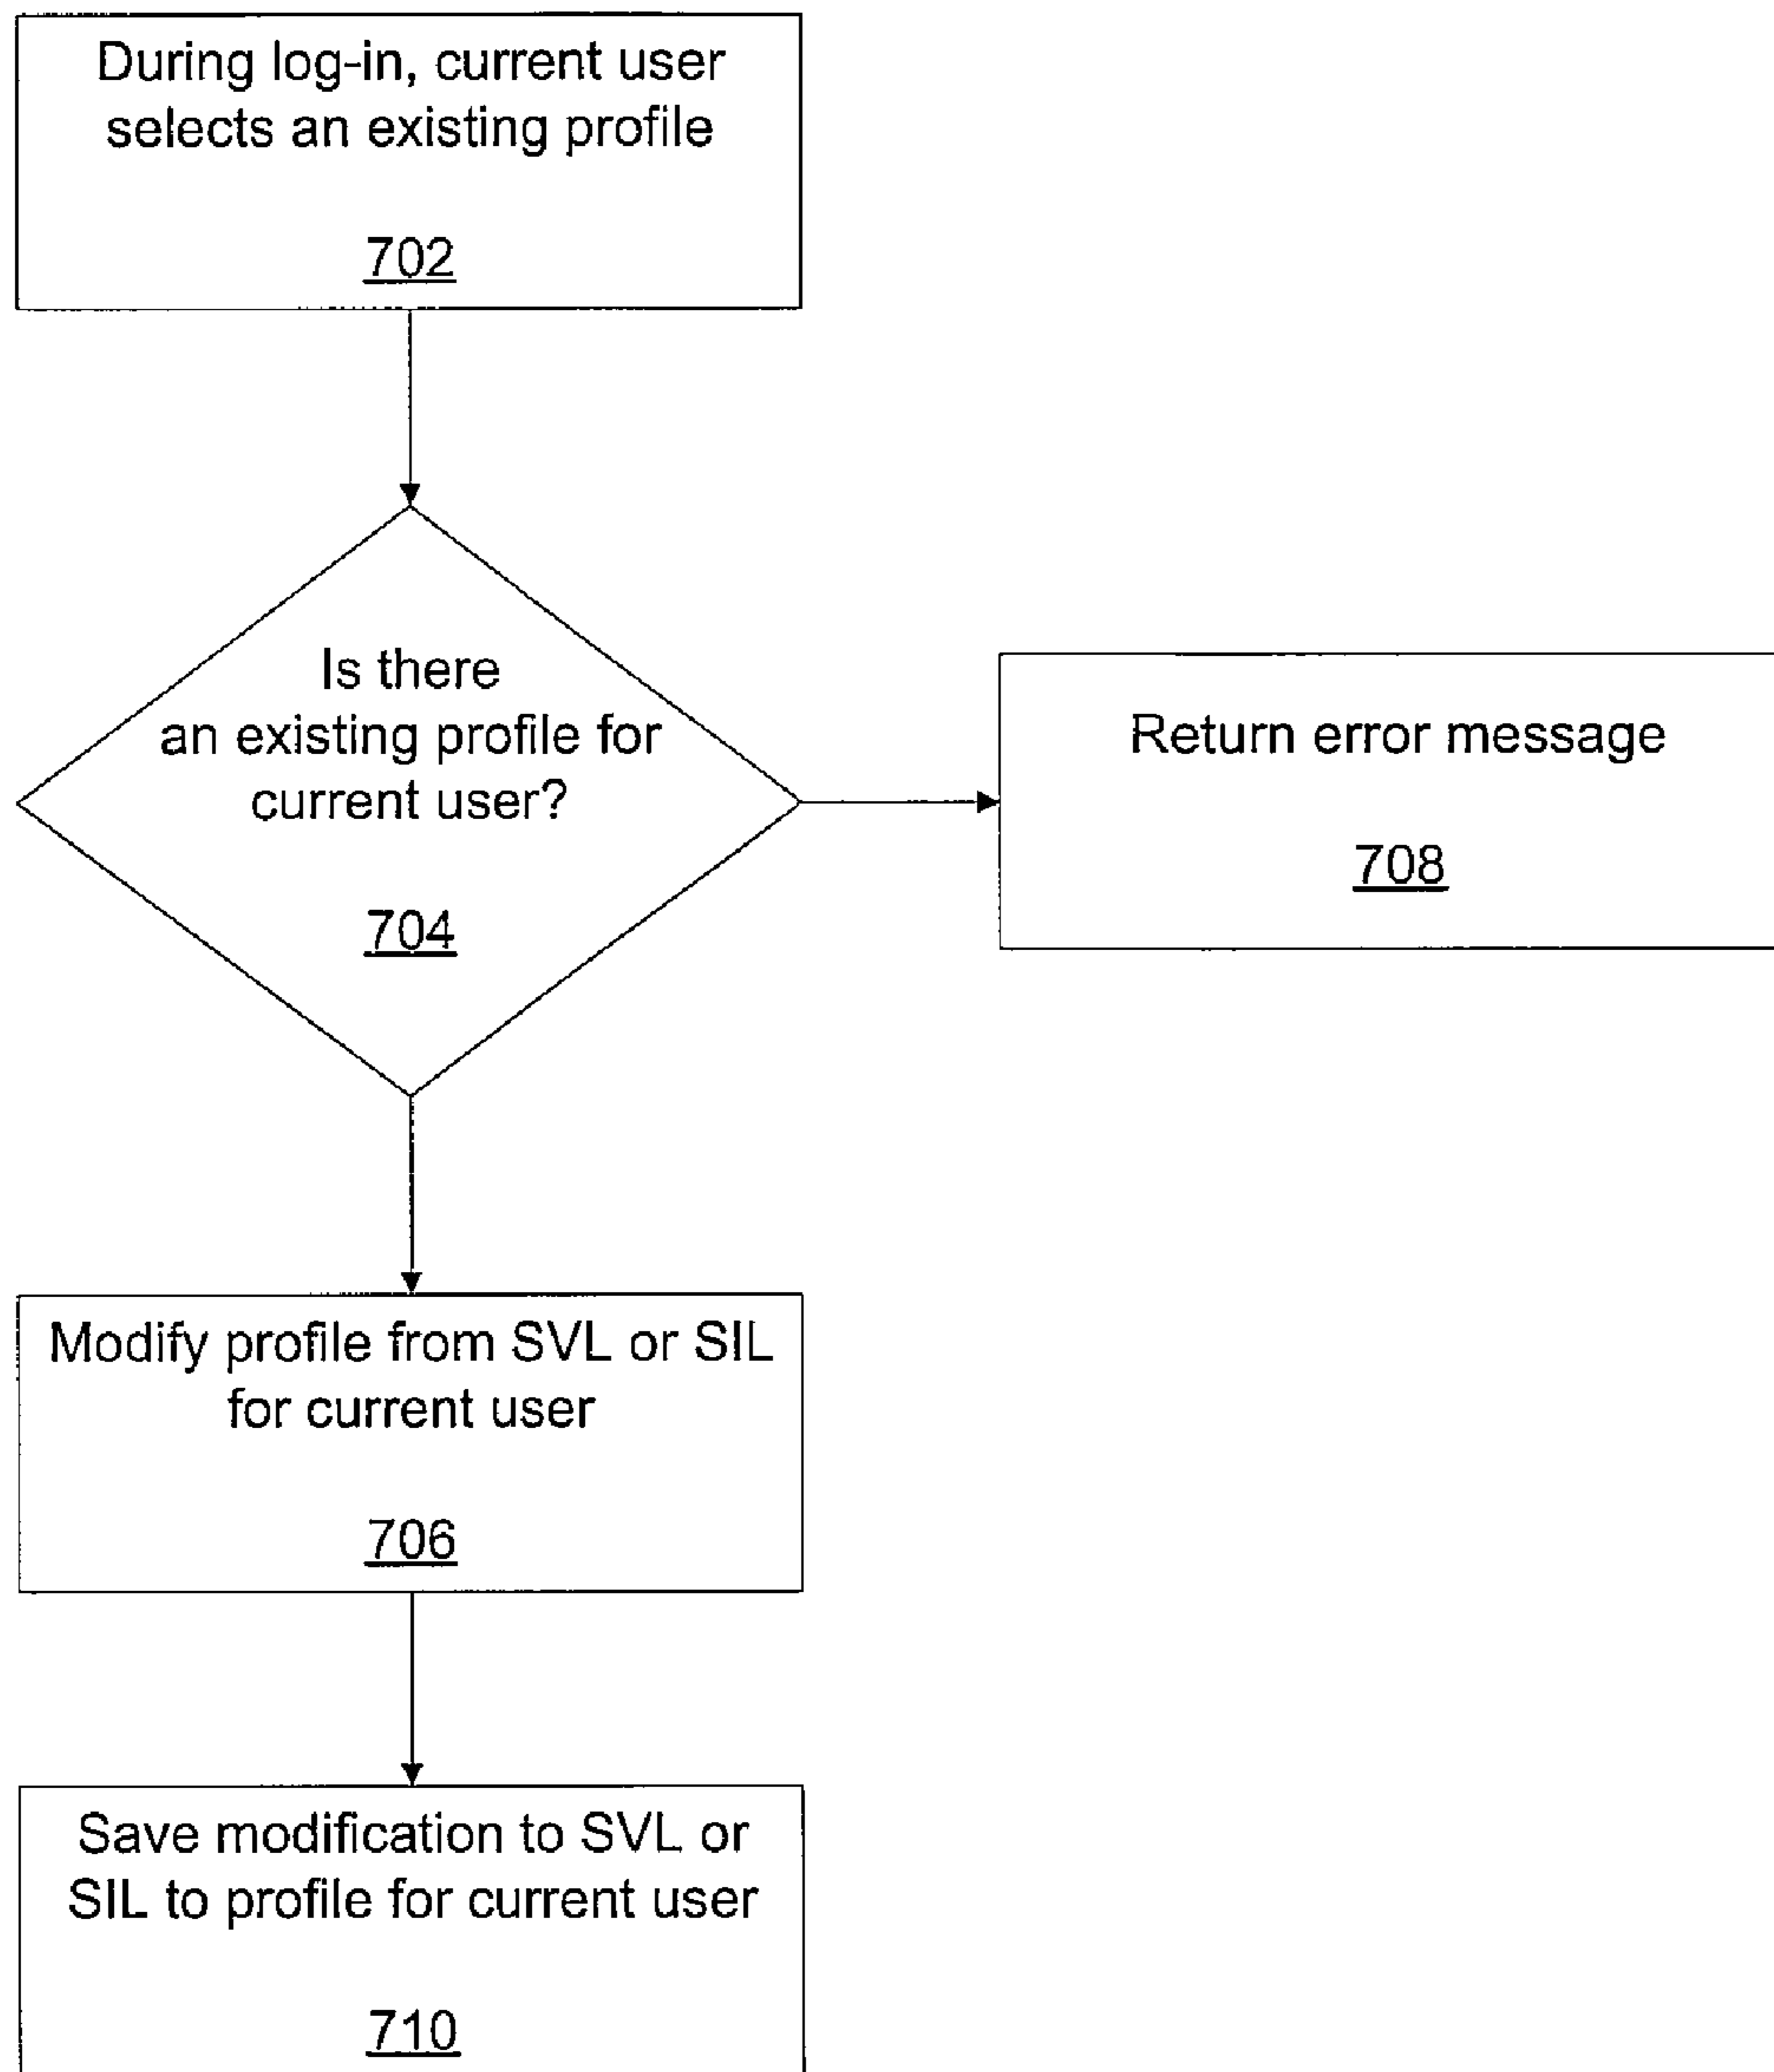 During log-in, current user
selects an existing profile
702
Is there
an existing profile for
current user?
704
Return error message
708
Modify profile from SVL or SIL
for current user
706
Save modification to SVL or
SIL to profile for current user
710